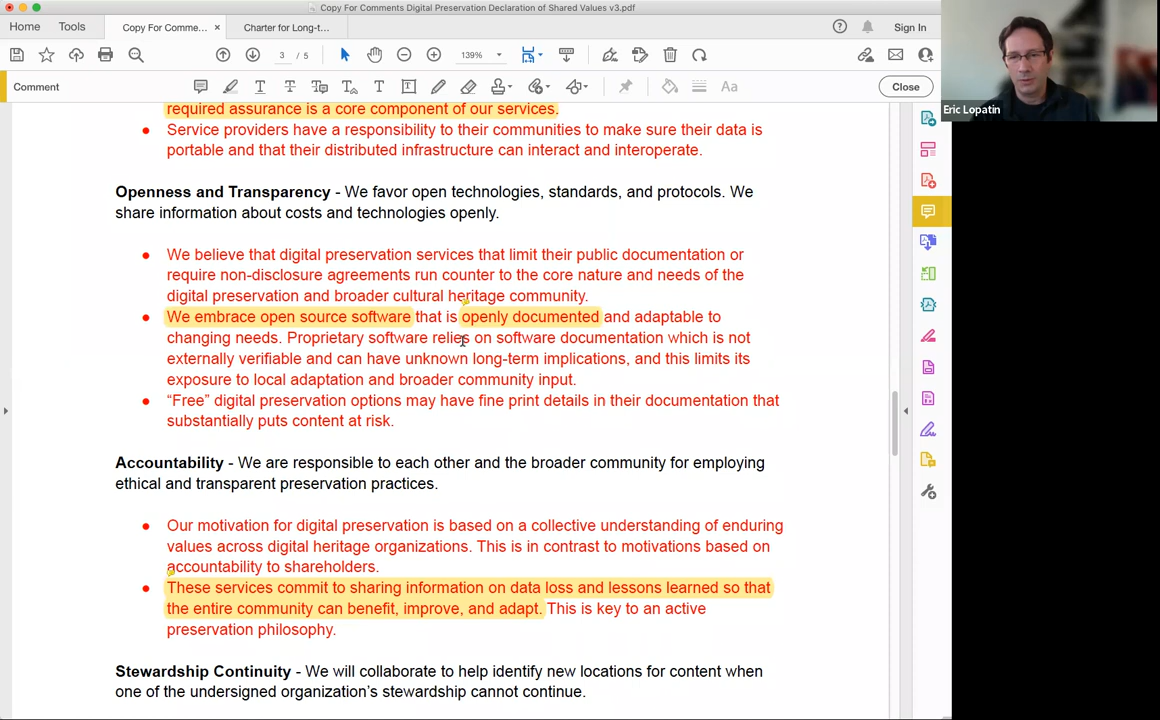 Copy For Comments Digital Preservation Declaration of Shared Values v3.pdf
Home Tools Copy For Comme... × Charter for Long-t... Sign In
3 / 5 139%
Comment Aa Close
Eric Lopatin
required assurance is a core component of our services.
• Service providers have a responsibility to their communities to make sure their data is
portable and that their distributed infrastructure can interact and interoperate.
Openness and Transparency - We favor open technologies, standards, and protocols. We
share information about costs and technologies openly.
• We believe that digital preservation services that limit their public documentation or
require non-disclosure agreements run counter to the core nature and needs of the
digital preservation and broader cultural heritage community.
• We embrace open source software that is openly documented and adaptable to
changing needs. Proprietary software relies on software documentation which is not
externally verifiable and can have unknown long-term implications, and this limits its
exposure to local adaptation and broader community input.
• “Free” digital preservation options may have fine print details in their documentation that
substantially puts content at risk.
Accountability - We are responsible to each other and the broader community for employing
ethical and transparent preservation practices.
• Our motivation for digital preservation is based on a collective understanding of enduring
values across digital heritage organizations. This is in contrast to motivations based on
accountability to shareholders.
• These services commit to sharing information on data loss and lessons learned so that
the entire community can benefit, improve, and adapt. This is key to an active
preservation philosophy.
Stewardship Continuity - We will collaborate to help identify new locations for content when
one of the undersigned organization’s stewardship cannot continue.